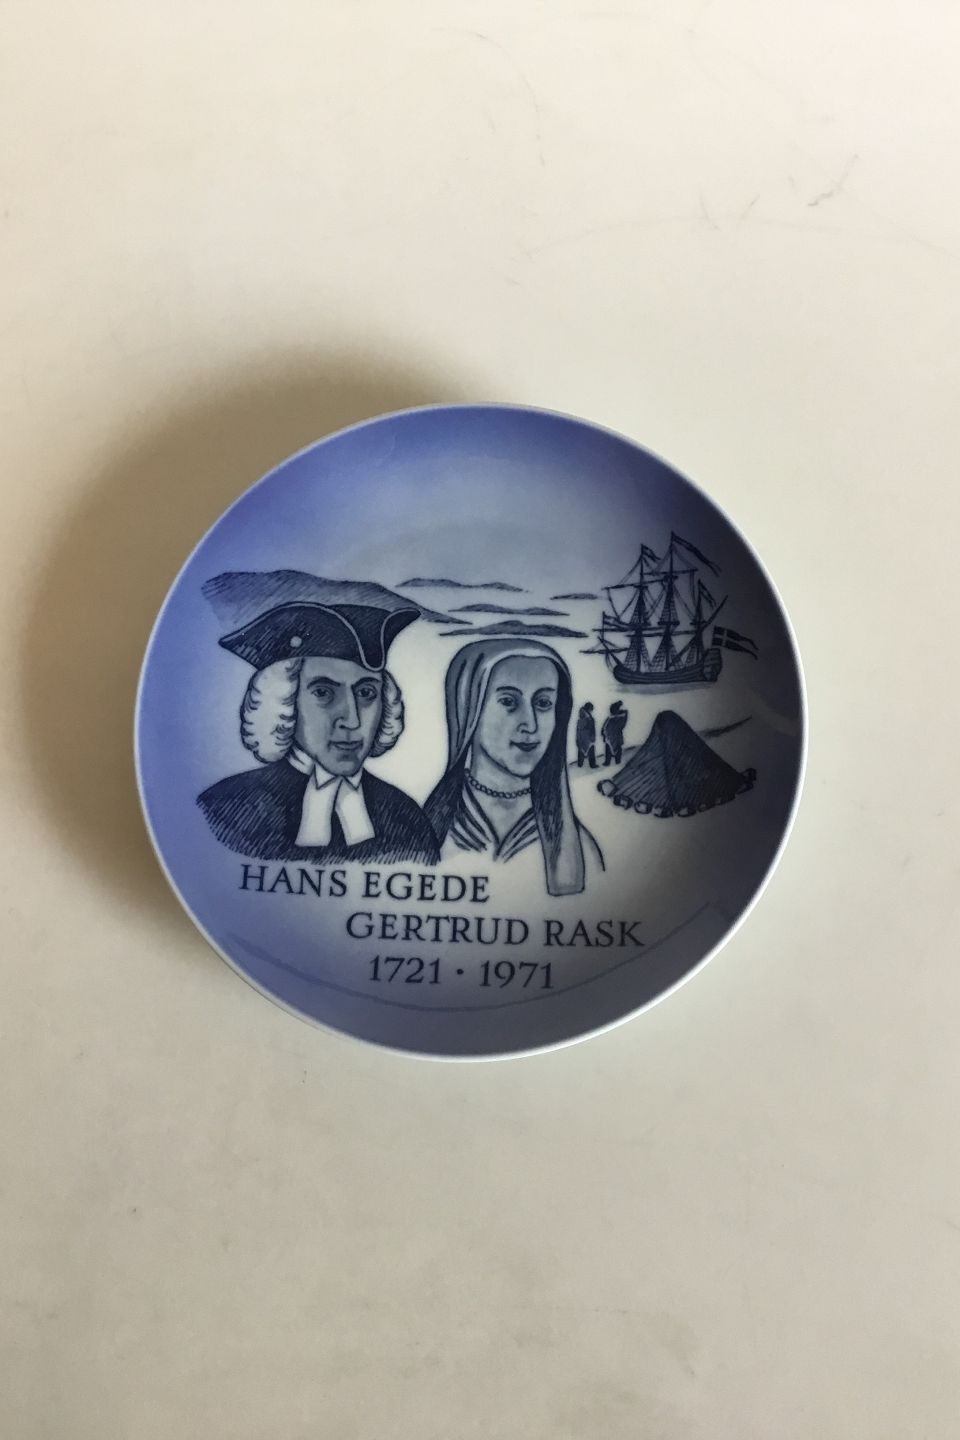 HANS EGEDE
GERTRUD RASK
1721 · 1971